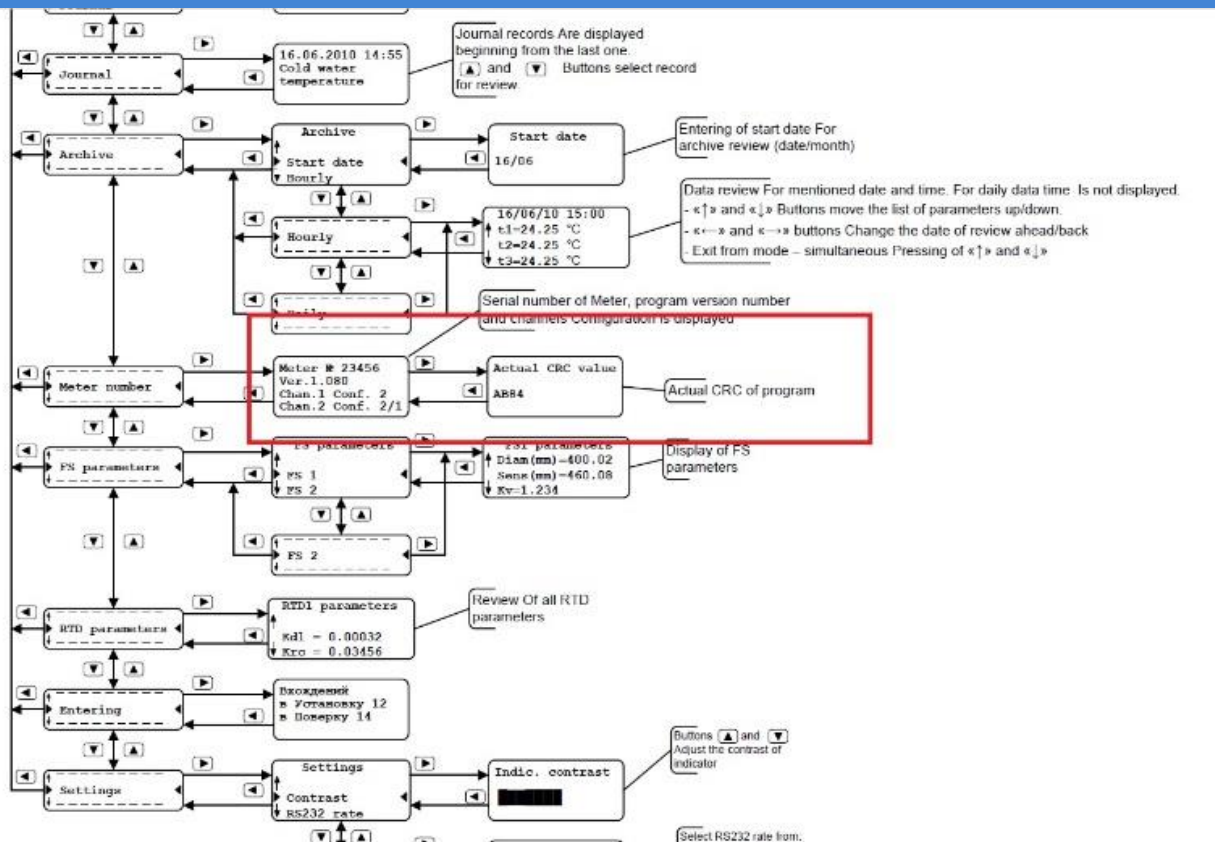 Journal records Are displayed
beginning from the last one.
▲ and ▼ Buttons select record
for review.
Journal
16.06.2010 14:55
Cold water
temperature
Archive
Archive
Start date
Hourly
Start date
16/06
Entering of start date For
archive review (date/month)
Hourly
16/06/10 15:00
t1=24.25 °C
t2=24.25 °C
t3=24.25 °C
Data review For mentioned date and time. For daily data time Is not displayed.
- «↑» and «↓» Buttons move the list of parameters up/down.
- «←» and «→» buttons Change the date of review ahead/back
- Exit from mode – simultaneous Pressing of «↑» and «↓»
Daily
Serial number of Meter, program version number
and channels Configuration is displayed
Meter number
Meter № 23456
Ver.1.080
Chan.1 Conf. 2
Chan.2 Conf. 2/1
Actual CRC value
AB84
Actual CRC of program
FS parameters
FS parameters
FS 1
FS 2
FS1 parameters
Diam(mm)=400.02
Sens(mm)=460.08
Kv=1.234
Display of FS
parameters
FS 2
RTD parameters
RTD1 parameters
Kd1 = 0.00032
Kro = 0.03456
Review Of all RTD
parameters
Entering
Вхождений
в Установку 12
в Поверку 14
Settings
Settings
Contrast
RS232 rate
Indic. contrast
Buttons ▲ and ▼
Adjust the contrast of
indicator
Select RS232 rate from: